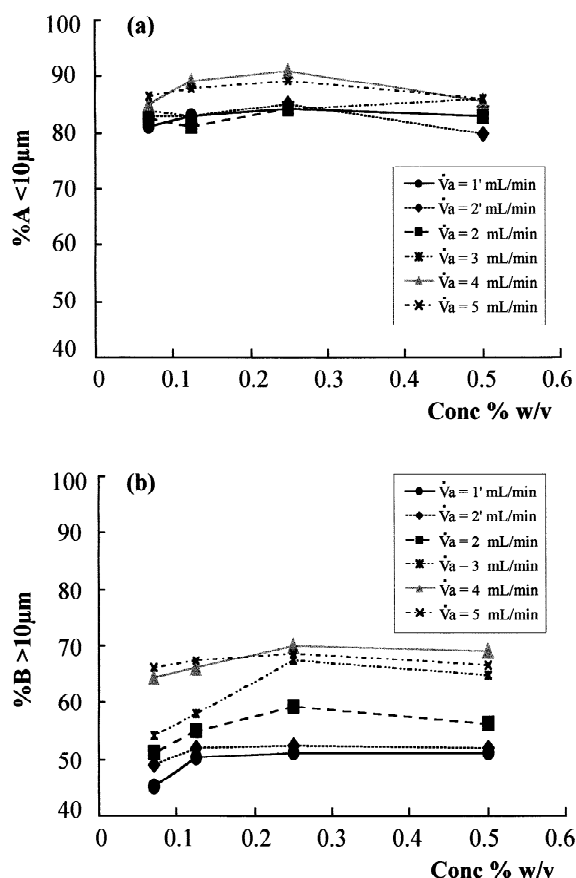 (a)
100
90
80
70
60
50
40
%A <10μm
V̇a = 1' mL/min
V̇a = 2' mL/min
V̇a = 2 mL/min
V̇a = 3 mL/min
V̇a = 4 mL/min
V̇a = 5 mL/min
0 0.1 0.2 0.3 0.4 0.5 0.6
Conc % w/v
(b)
100
90
80
70
60
50
40
%B >10μm
V̇a = 1' mL/min
V̇a = 2' mL/min
V̇a = 2 mL/min
V̇a – 3 mL/min
V̇a = 4 mL/min
V̇a = 5 mL/min
0 0.1 0.2 0.3 0.4 0.5 0.6
Conc % w/v